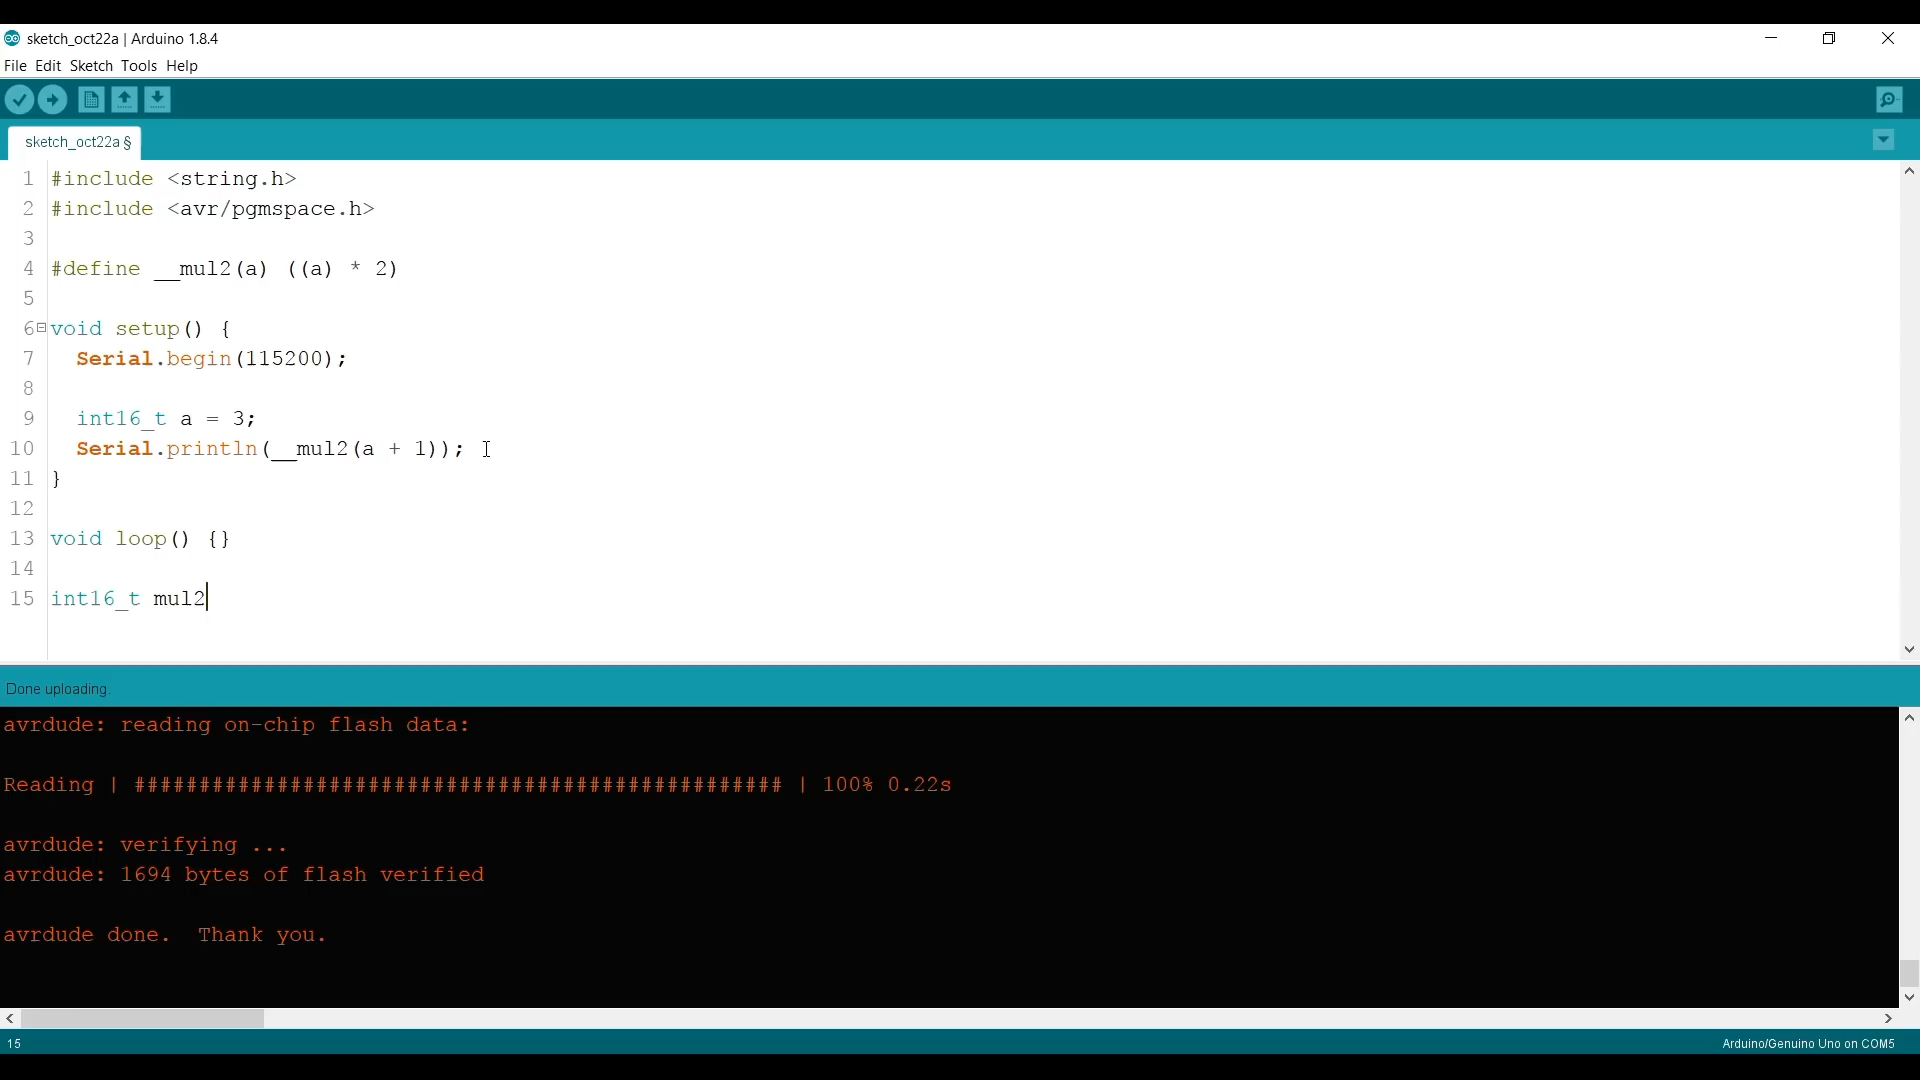 sketch_oct22a | Arduino 1.8.4
File Edit Sketch Tools Help
sketch_oct22a §
1 #include <string.h>
2 #include <avr/pgmspace.h>
3
4 #define __mul2(a) ((a) * 2)
5
6 void setup() {
7   Serial.begin(115200);
8
9   int16_t a = 3;
10   Serial.println(__mul2(a + 1));
11 }
12
13 void loop() {}
14
15 int16_t mul2
Done uploading.
avrdude: reading on-chip flash data:
Reading | ################################################## | 100% 0.22s
avrdude: verifying ...
avrdude: 1694 bytes of flash verified
avrdude done.  Thank you.
15
Arduino/Genuino Uno on COM5